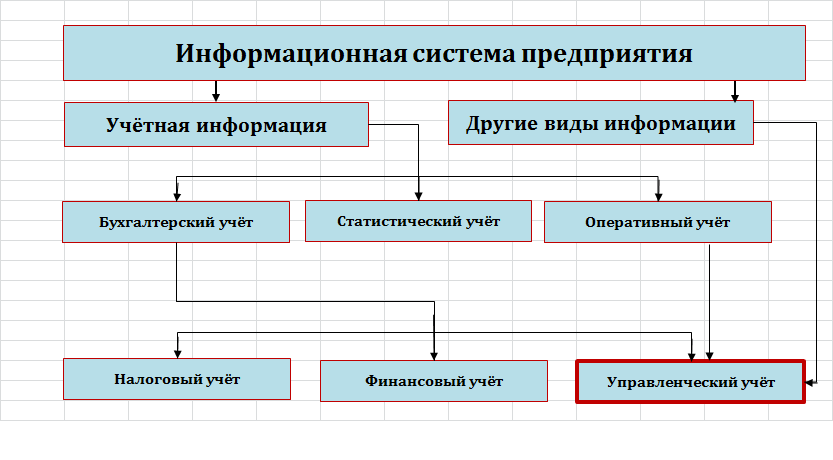 Информационная система предприятия
Учётная информация
Другие виды информации
Бухгалтерский учёт
Статистический учёт
Оперативный учёт
Налоговый учёт
Финансовый учёт
Управленческий учёт